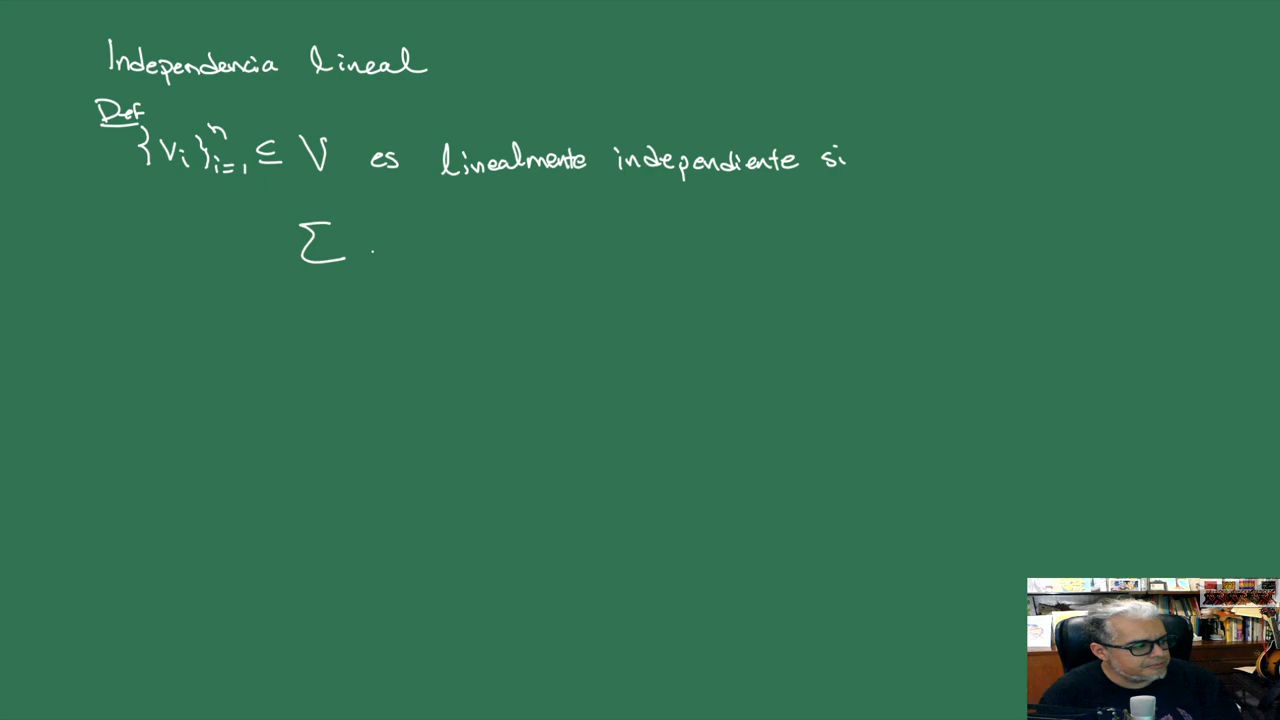 Independencia lineal
Def
{vi}ⁿi=1 ⊆ V es linealmente independiente si
∑